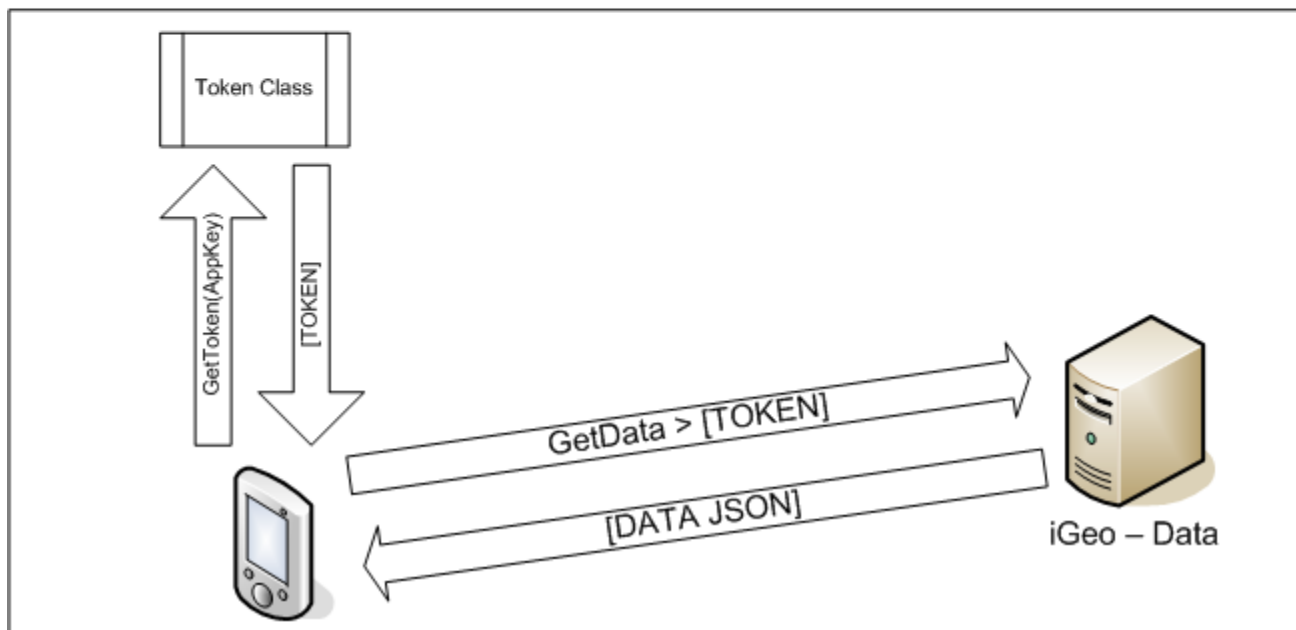 Token Class
GetToken(AppKey)
[TOKEN]
GetData > [TOKEN]
[DATA JSON]
iGeo – Data